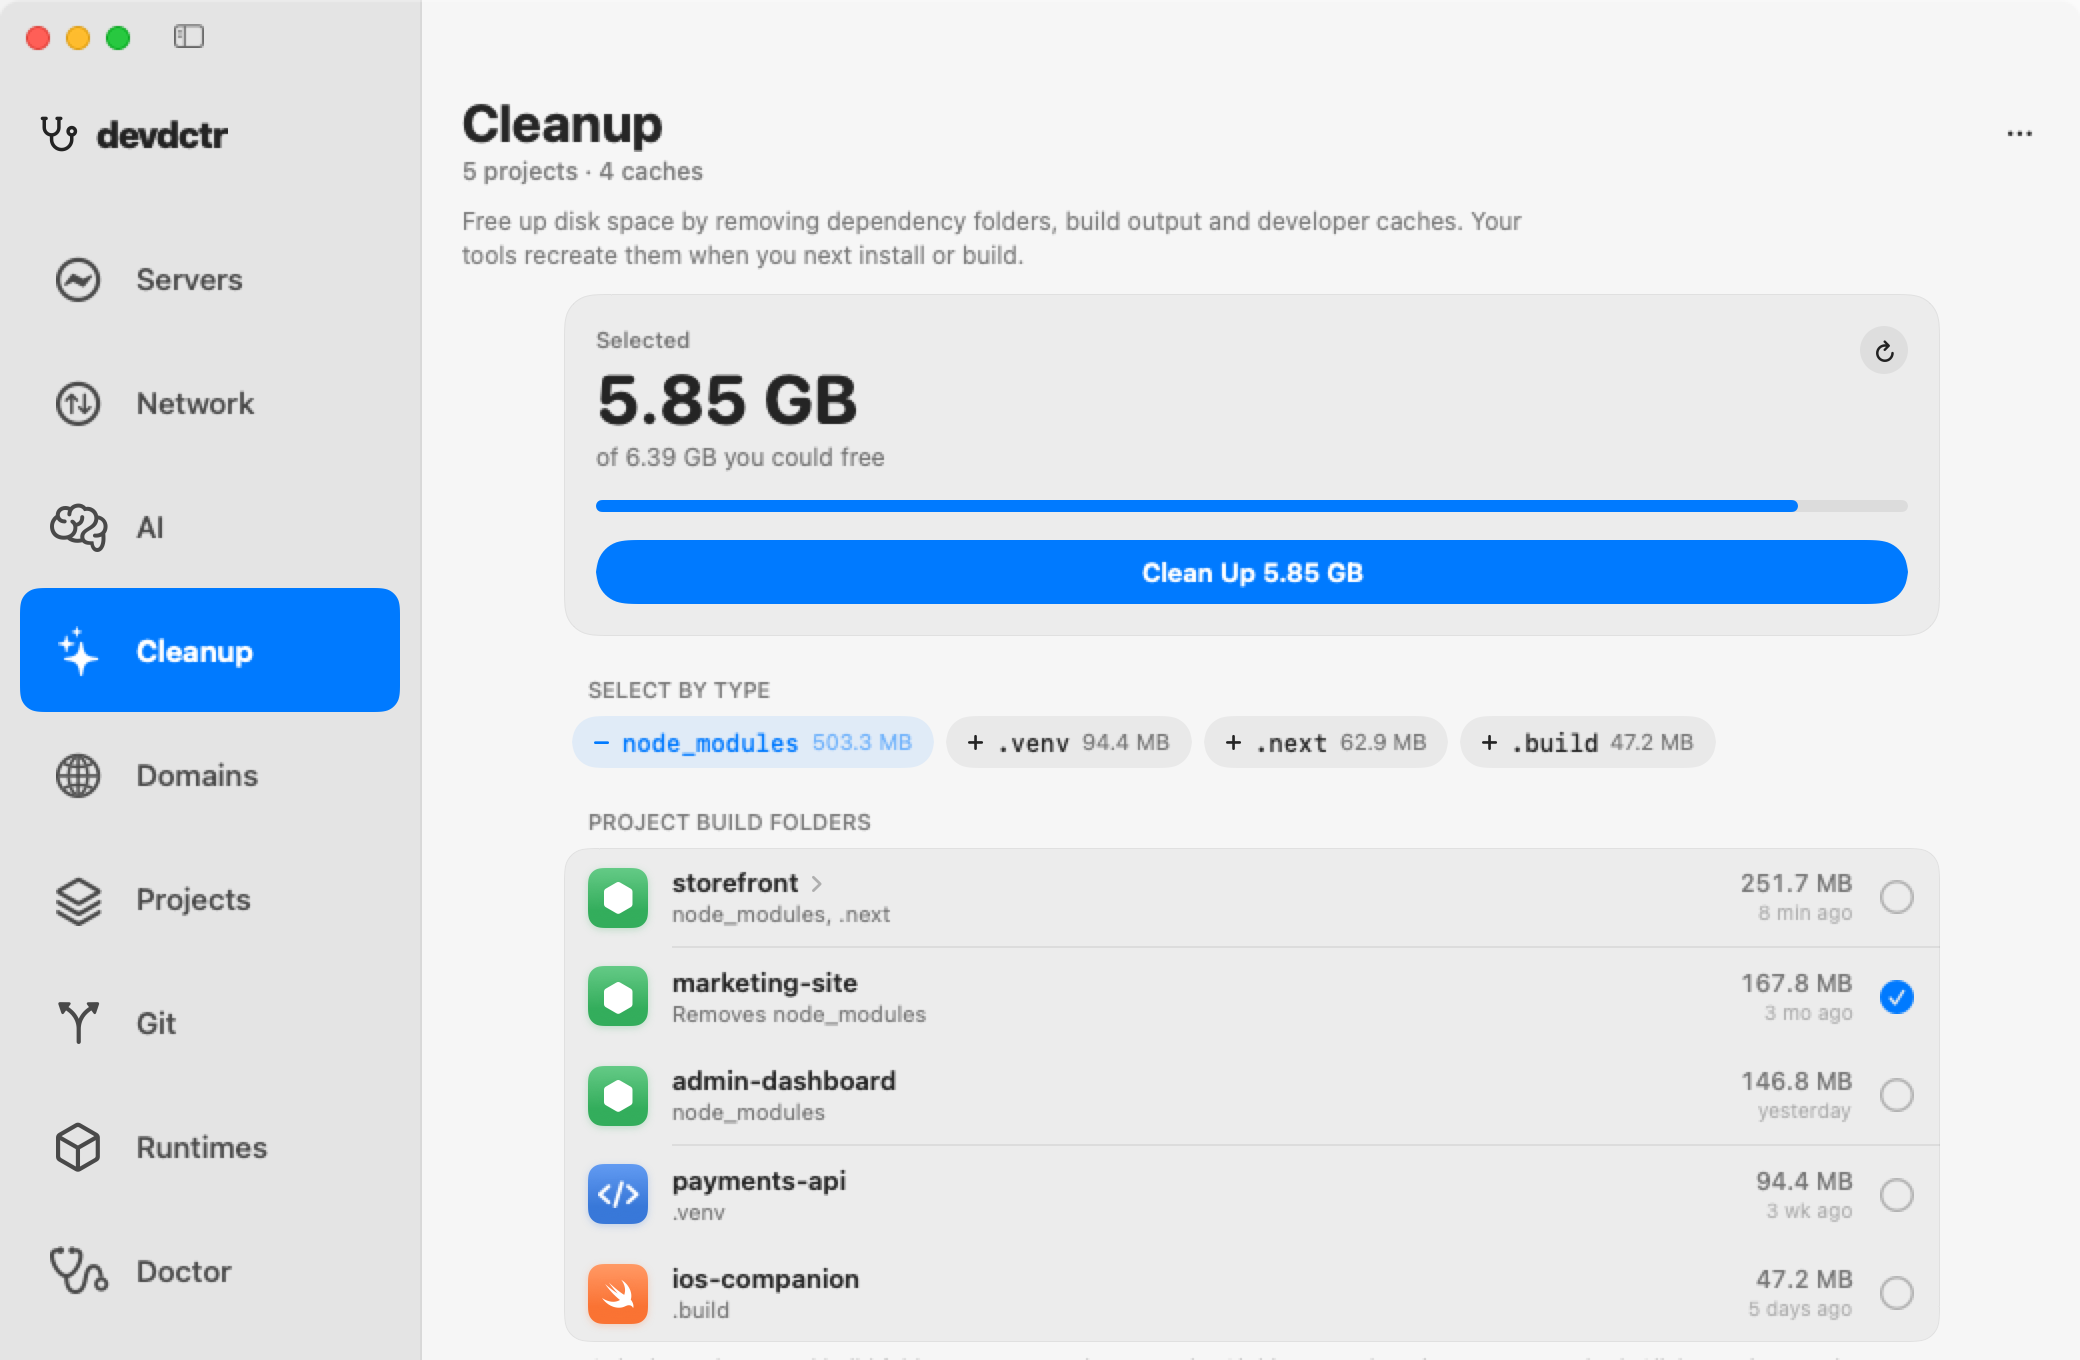 devdctr
Servers
Network
AI
Cleanup
Domains
Projects
Git
Runtimes
Doctor
Cleanup
5 projects · 4 caches
Free up disk space by removing dependency folders, build output and developer caches. Your
tools recreate them when you next install or build.
Selected
5.85 GB
of 6.39 GB you could free
Clean Up 5.85 GB
SELECT BY TYPE
− node_modules 503.3 MB + .venv 94.4 MB + .next 62.9 MB + .build 47.2 MB
PROJECT BUILD FOLDERS
storefront 251.7 MB
node_modules, .next 8 min ago
marketing-site 167.8 MB
Removes node_modules 3 mo ago
admin-dashboard 146.8 MB
node_modules yesterday
payments-api 94.4 MB
.venv 3 wk ago
ios-companion 47.2 MB
.build 5 days ago